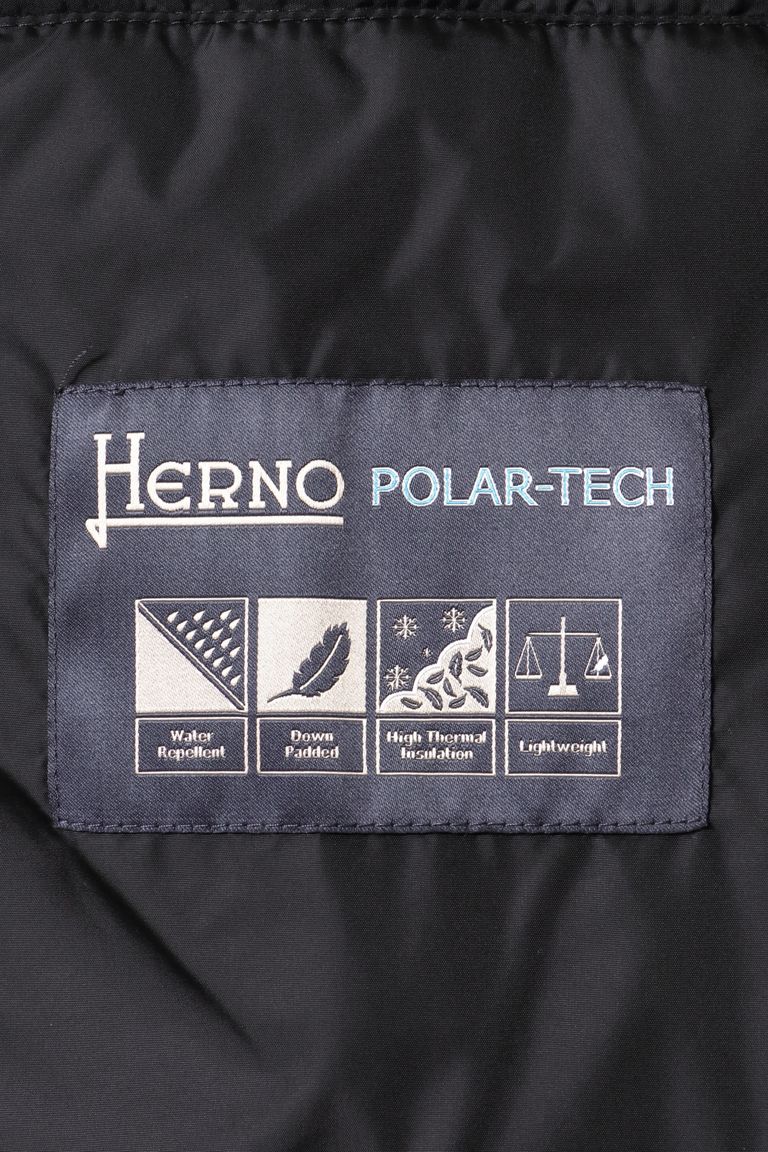 HERNO POLAR-TECH
Water
Repellent
Down
Padded
High Thermal
Insulation
Lightweight